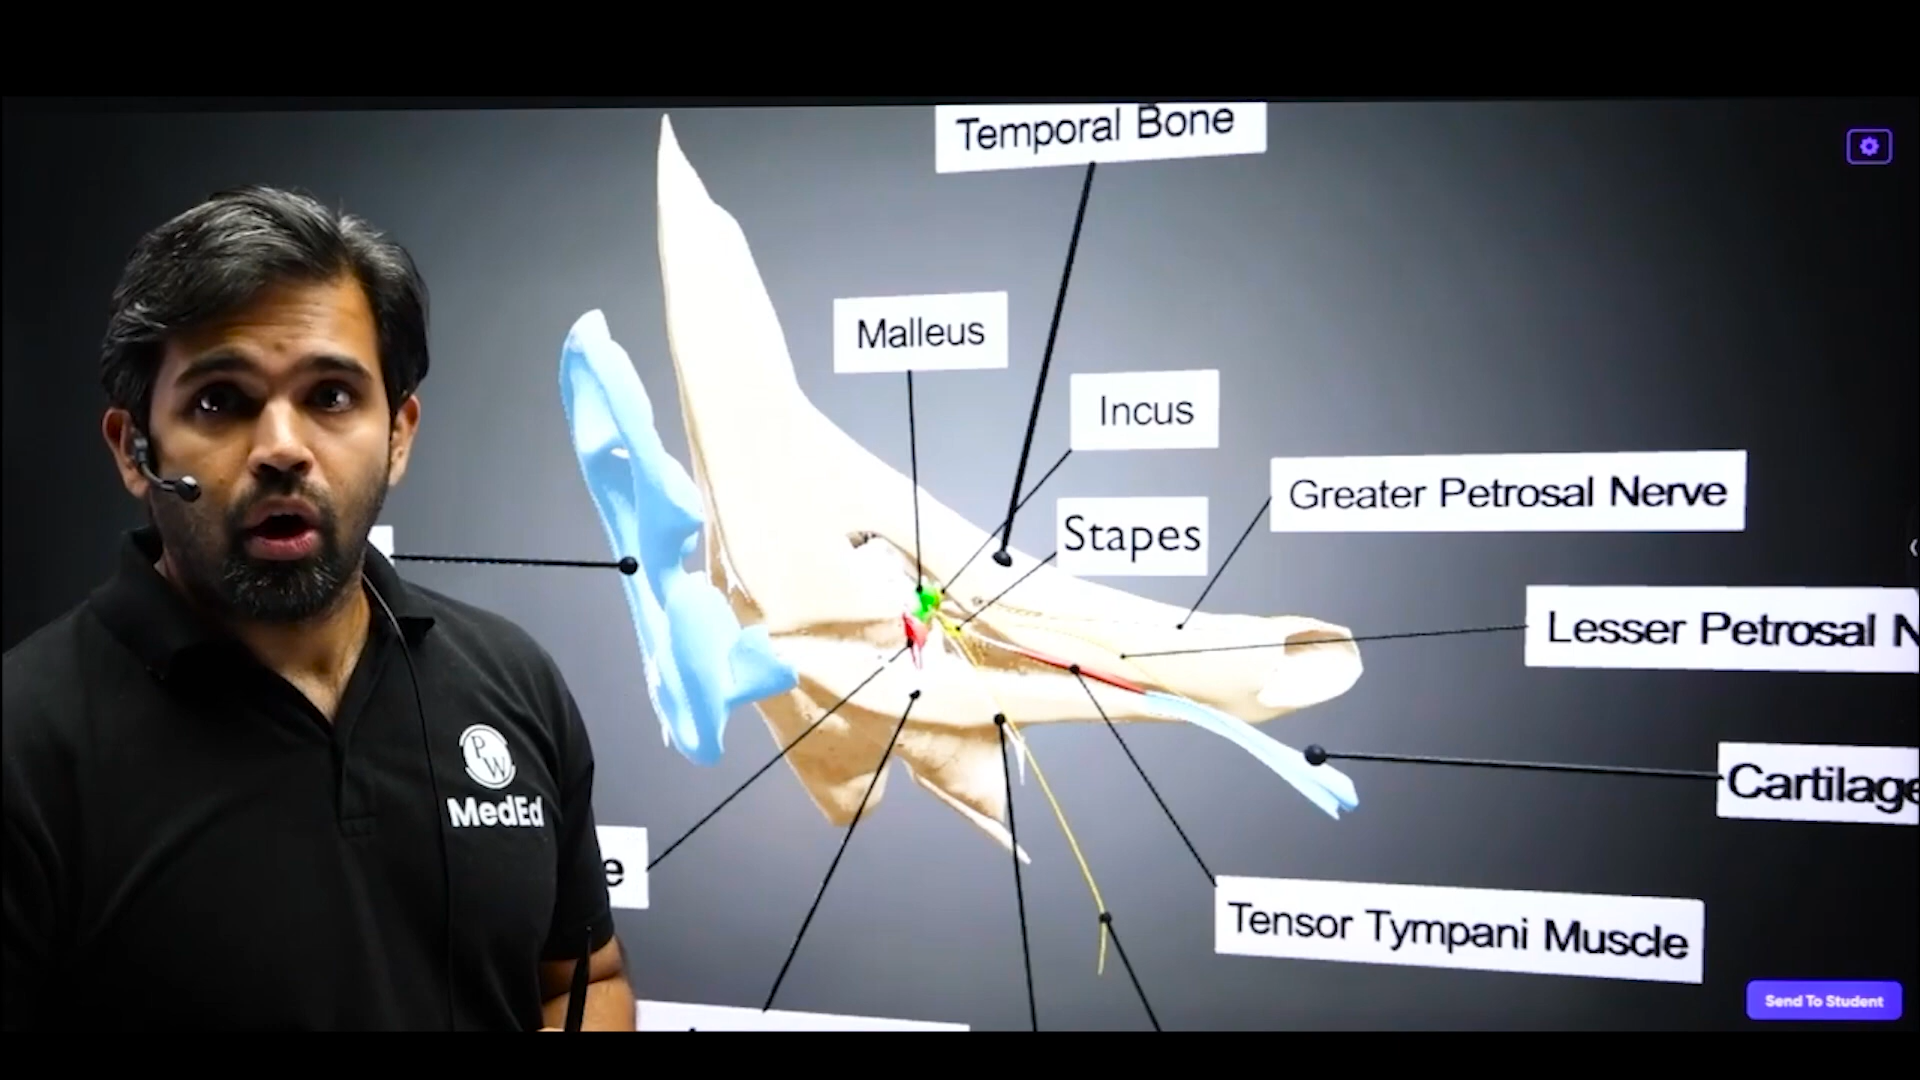 Temporal Bone
Malleus
Incus
Stapes
Greater Petrosal Nerve
Lesser Petrosal N
Cartilage
e
Tensor Tympani Muscle
PW
MedEd
Send To Student